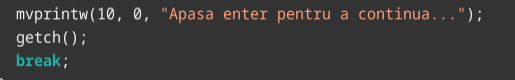 mvprintw(10, 0, "Apasa enter pentru a continua...");
getch();
break;